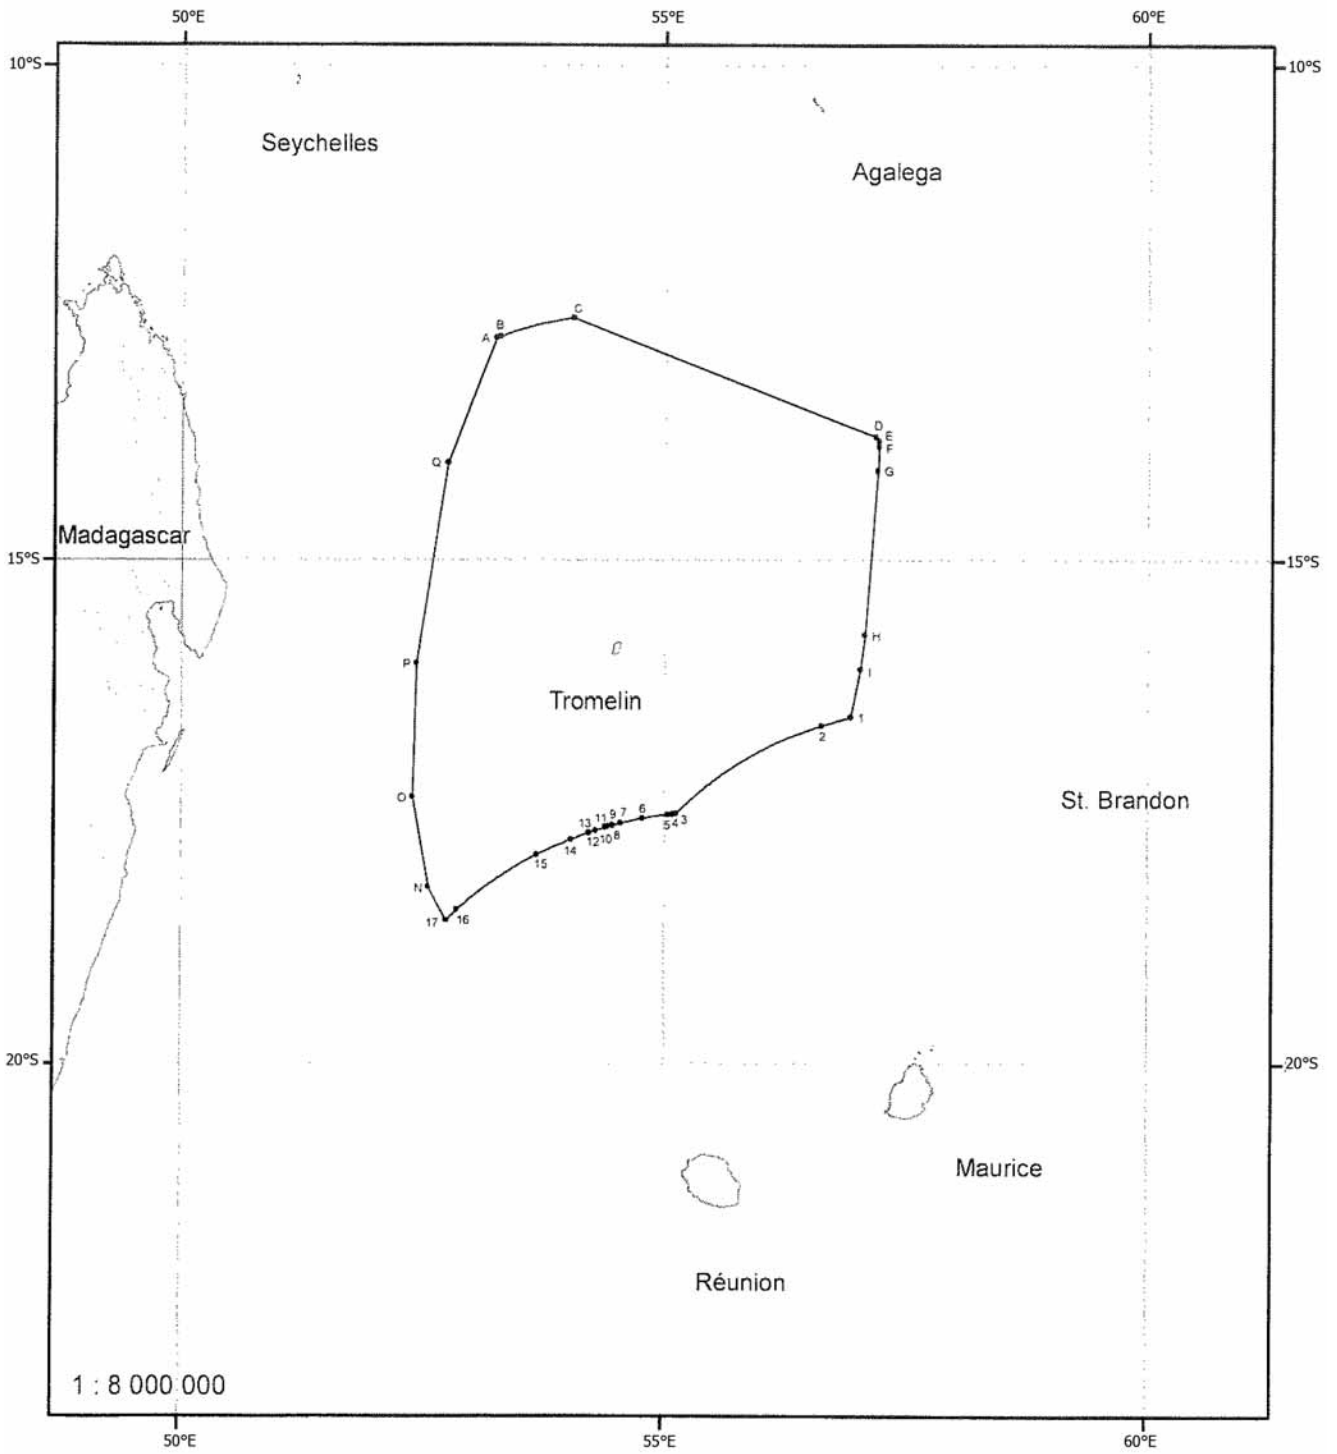 50°E 55°E 60°E
10°S 10°S
Seychelles
Agalega
C
B
A
D
E
F
Q
G
Madagascar
15°S 15°S
H
P
I
Tromelin
1
2
O
St. Brandon
13 11 9 7 6 5 4 3
12 10 8
14
15
N
17 16
20°S 20°S
Maurice
Réunion
1 : 8 000 000
50°E 55°E 60°E